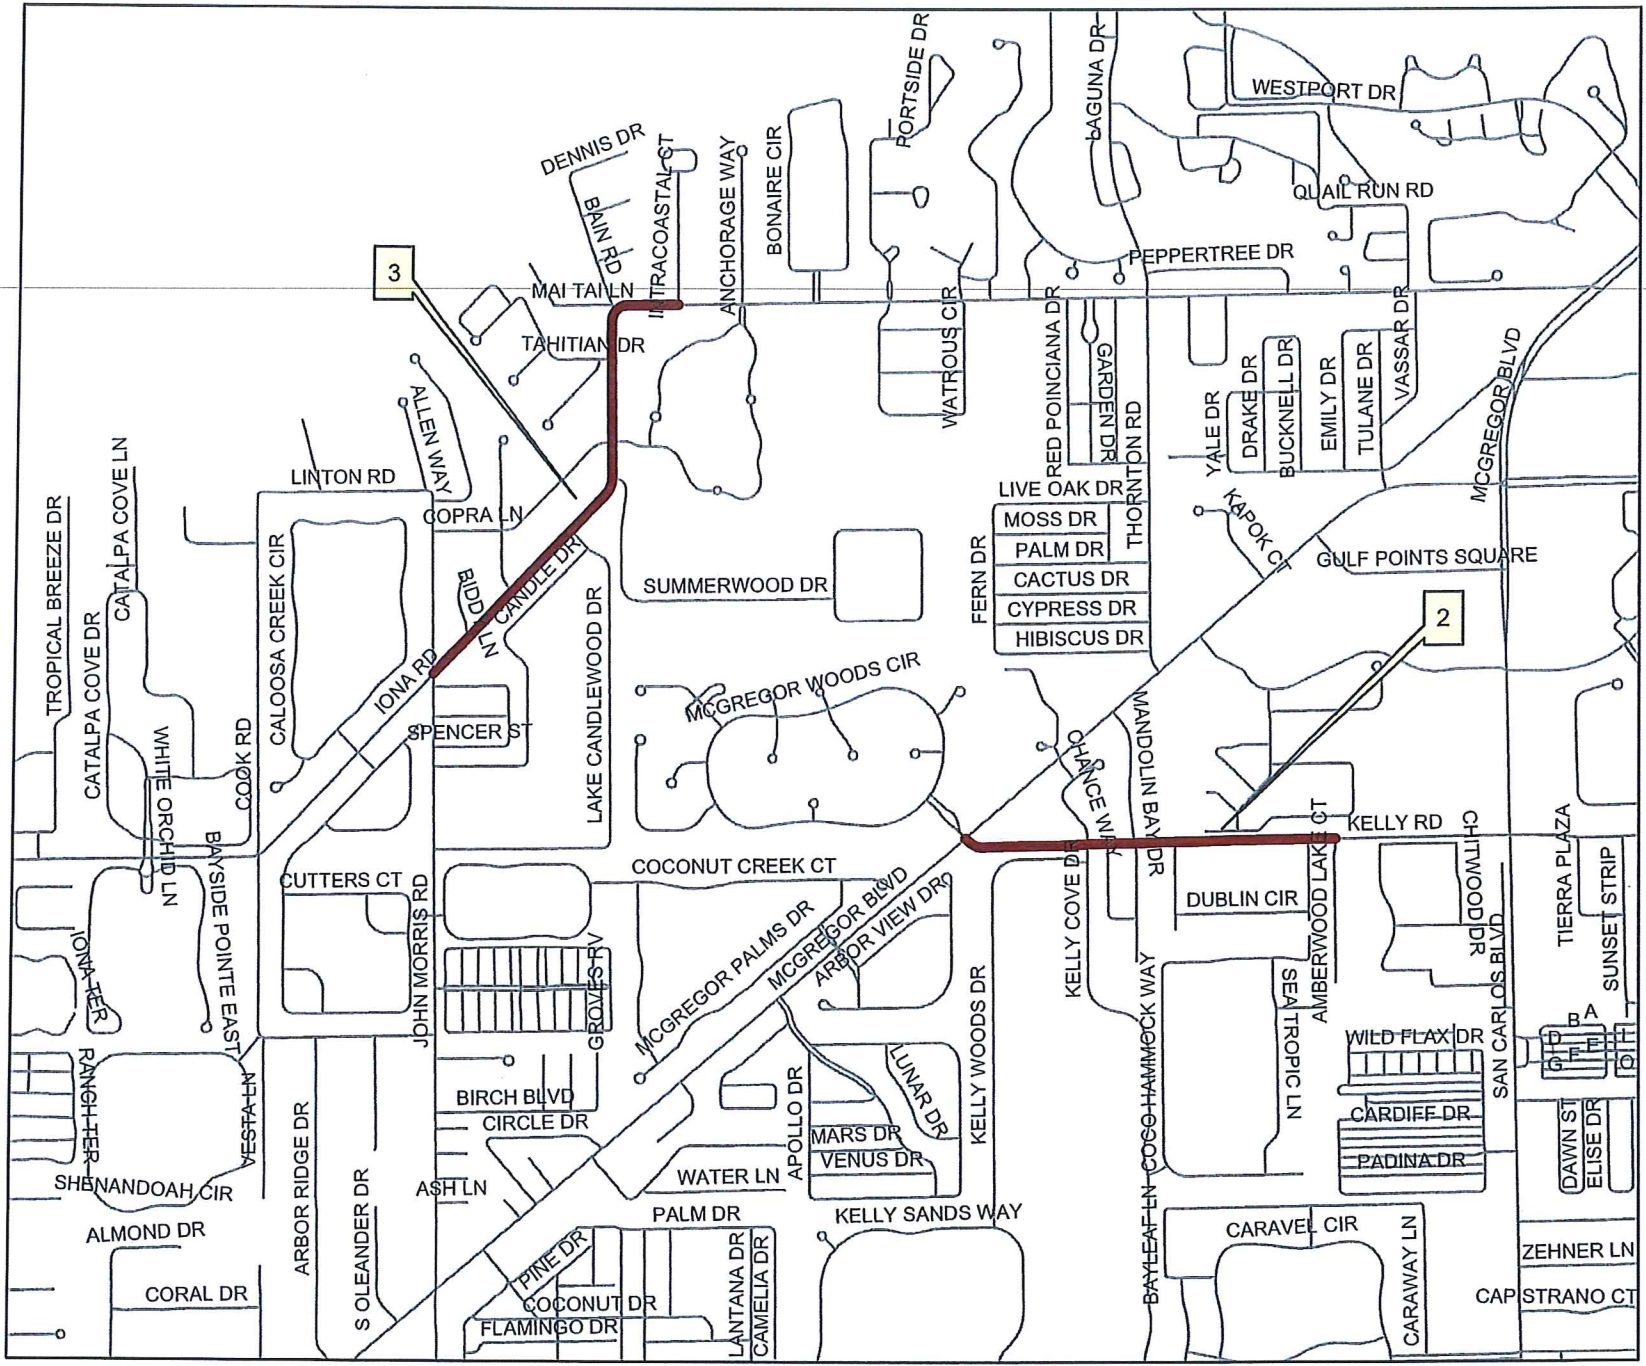 PORTSIDE DR
LAGUNA DR
WESTPORT DR
DENNIS DR
INTRACOASTAL CT
ANCHORAGE WAY
BONAIRE CIR
QUAIL RUN RD
BAIN RD
PEPPERTREE DR
3
MAI TAI LN
TAHITIAN DR
WATROUS CIR
RED POINCIANA DR
GARDEN DR
THORNTON RD
YALE DR
DRAKE DR
BUCKNELL DR
EMILY DR
TULANE DR
VASSAR DR
MCGREGOR BLVD
ALLEN WAY
LINTON RD
COPRA LN
CATALPA COVE LN
TROPICAL BREEZE DR
CATALPA COVE DR
CALOOSA CREEK CIR
LIVE OAK DR
MOSS DR
PALM DR
CACTUS DR
CYPRESS DR
HIBISCUS DR
FERN DR
KAPOK CT
GULF POINTS SQUARE
2
SUMMERWOOD DR
CANDLE DR
LAKE CANDLEWOOD DR
IONA RD
SPENCER ST
MCGREGOR WOODS CIR
CHANCE WAY
MANDOLIN BAY DR
WHITE ORCHID LN
COOK RD
BAYSIDE POINTE EAST
KELLY RD
CHITWOOD DR
TIERRA PLAZA
SUNSET STRIP
COCONUT CREEK CT
CUTTERS CT
JOHN MORRIS RD
MCGREGOR PALMS DR
MCGREGOR BLVD
ARBOR VIEW DR
KELLY COVE DR
DUBLIN CIR
AMBERWOOD LAKE CT
IONA TER
GROVES RV
KELLY WOODS DR
COCOHAMMOCK WAY
SEA TROPIC LN
SAN CARLOS BLVD
WILD FLAX DR
B
A
D
E
L
F
G
O
RANCH TER
ALTSEA LN
BIRCH BLVD
CIRCLE DR
APOLLO DR
LUNAR DR
MARS DR
VENUS DR
CARDIFF DR
PADINA DR
DAWN ST
ELISE DR
SHENANDOAH CIR
ARBOR RIDGE DR
S OLEANDER DR
ASH LN
WATER LN
BAYLEAF LN
ALMOND DR
PALM DR
KELLY SANDS WAY
CARAVEL CIR
CARAWAY LN
ZEHNER LN
PINE DR
CORAL DR
COCONUT DR
FLAMINGO DR
LANTANA DR
CAMELIA DR
CAPISTRANO CT